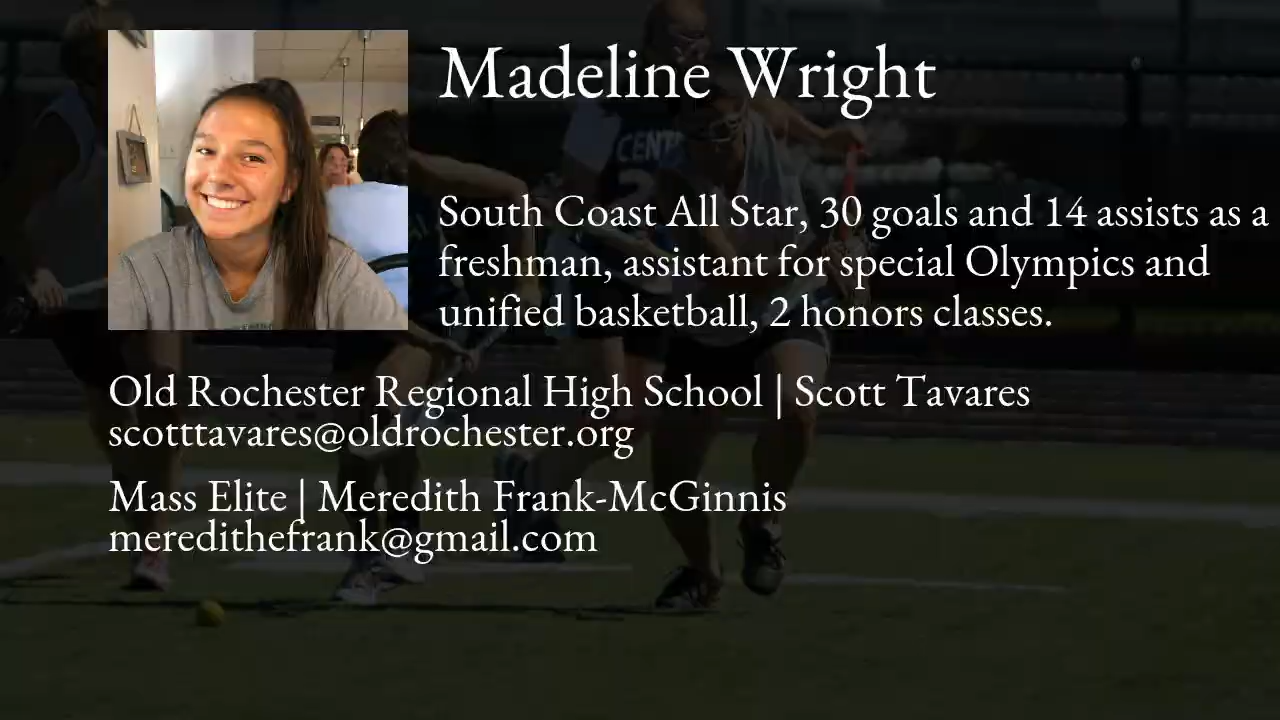 Madeline Wright
South Coast All Star, 30 goals and 14 assists as a
freshman, assistant for special Olympics and
unified basketball, 2 honors classes.
Old Rochester Regional High School | Scott Tavares
scotttavares@oldrochester.org
Mass Elite | Meredith Frank-McGinnis
meredithefrank@gmail.com